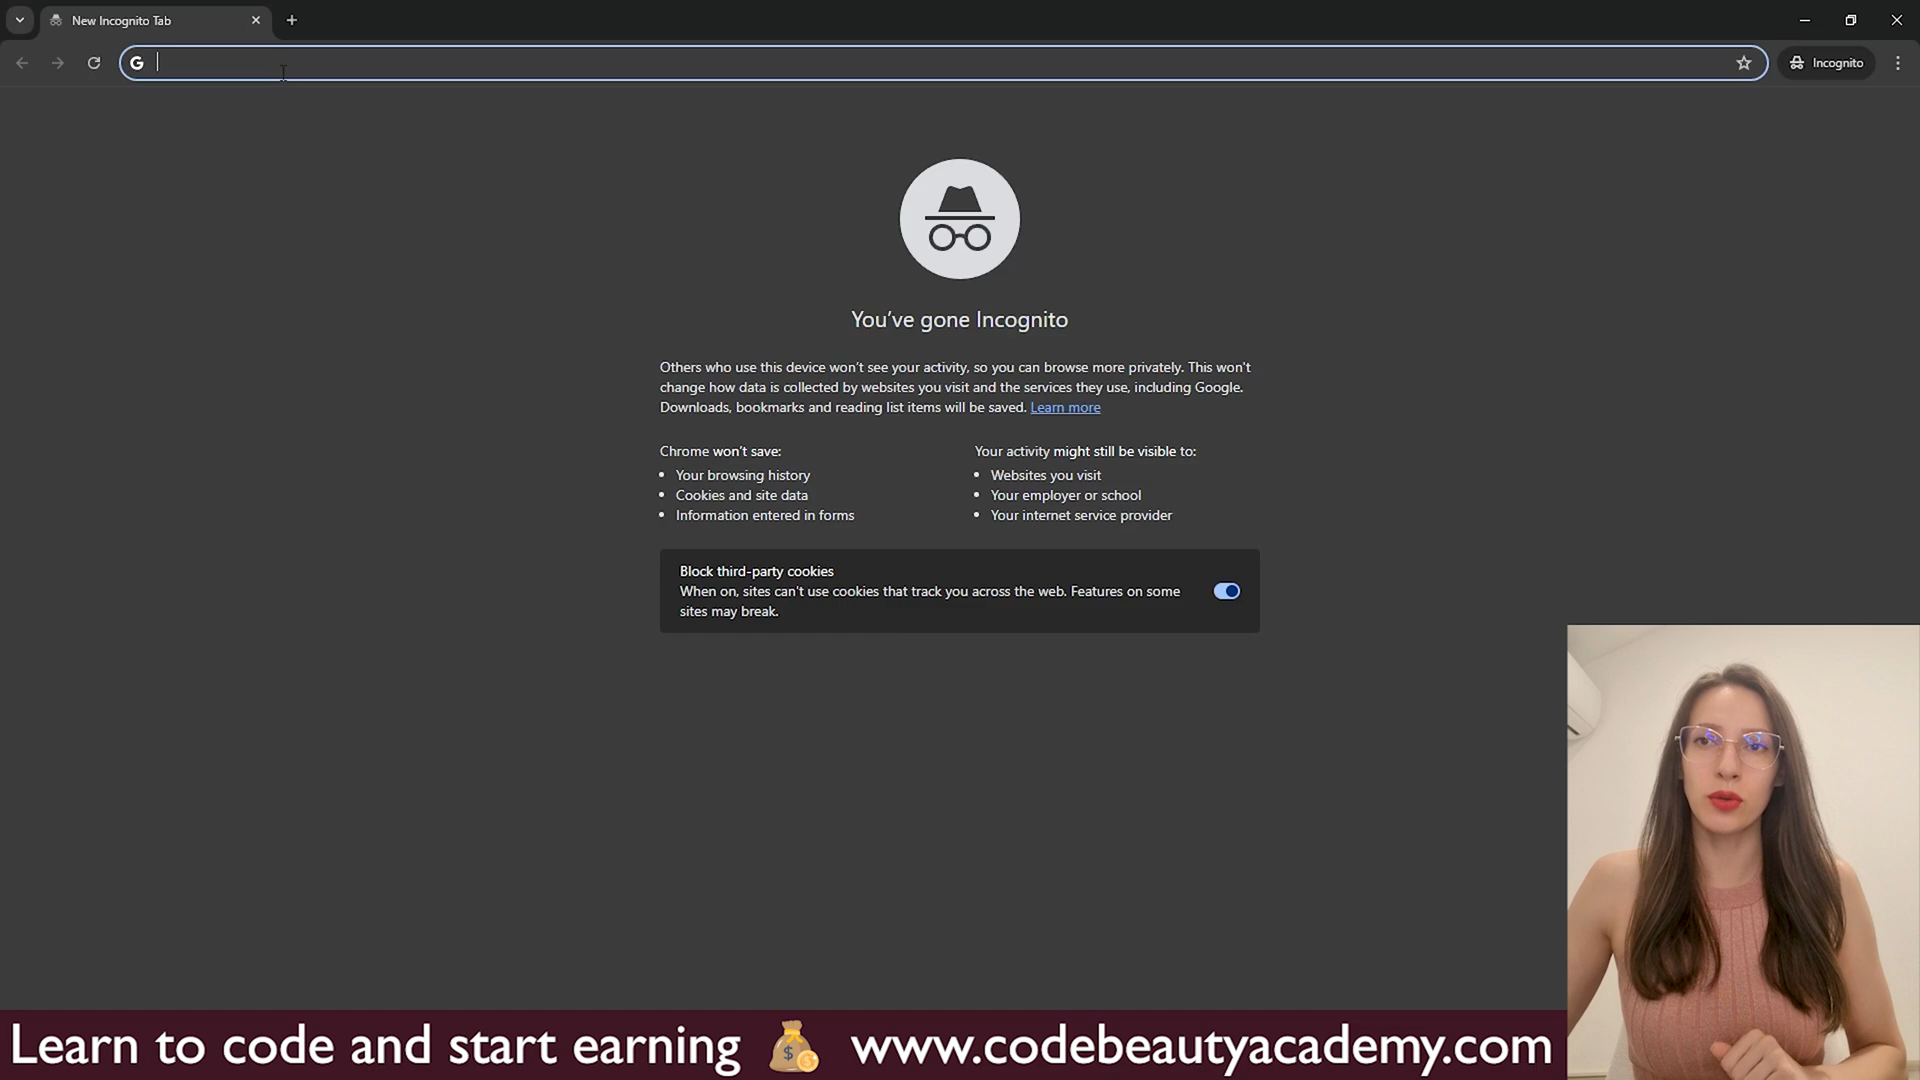 New Incognito Tab
Incognito
You've gone Incognito
Others who use this device won't see your activity, so you can browse more privately. This won't
change how data is collected by websites you visit and the services they use, including Google.
Downloads, bookmarks and reading list items will be saved. Learn more
Chrome won't save:
Your browsing history
Cookies and site data
Information entered in forms
Your activity might still be visible to:
Websites you visit
Your employer or school
Your internet service provider
Block third-party cookies
When on, sites can't use cookies that track you across the web. Features on some
sites may break.
Learn to code and start earning www.codebeautyacademy.com